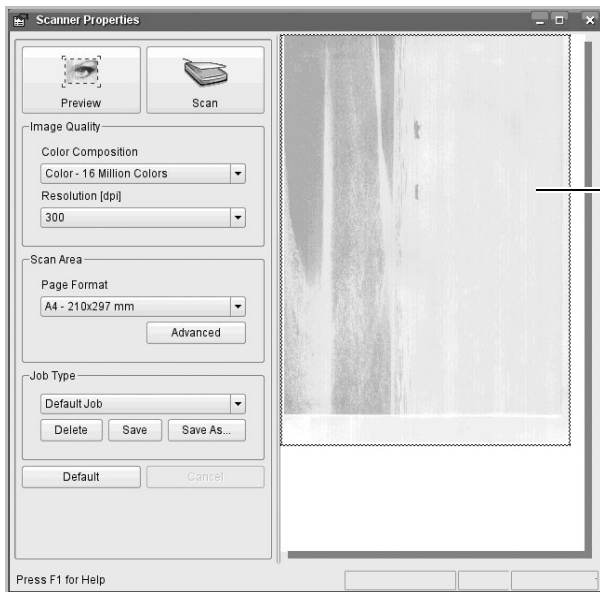 Scanner Properties
Preview
Scan
Image Quality
Color Composition
Color - 16 Million Colors
Resolution [dpi]
300
Scan Area
Page Format
A4 - 210x297 mm
Advanced
Job Type
Default Job
Delete Save Save As...
Default Cancel
Press F1 for Help